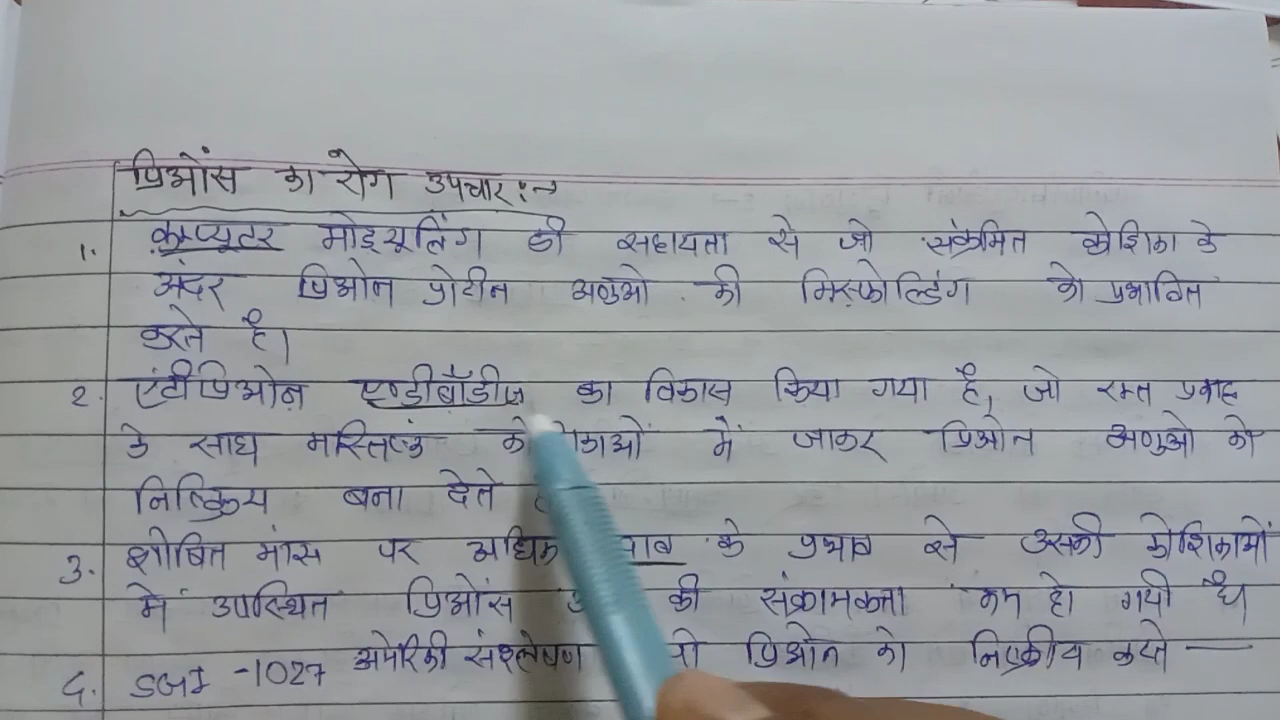 प्रिओंस का रोग उपचार :→
1. कम्प्यूटर मोड्यूलिंग की सहायता से जो संक्रमित कोशिका के
अंदर प्रिओन प्रोटीन अणुओ की मिस्फोल्डिंग को प्रभावित
करते है।
2. एंटीप्रिओन एण्टीबॉडीज का विकास किया गया है, जो रक्त प्रवाह
के साथ मस्तिष्क में जाकर प्रिओन अणुओ को
निष्क्रिय बना देते
3. शोषित मांस पर अधिक के प्रभाव से उसकी कोशिकाओं
में उपस्थित प्रिओंस की संक्रामकता कम हो गयी थी
4. SGI -1027 अमेरिकी संश्लेषण प्रिओन को निष्क्रीय करते —